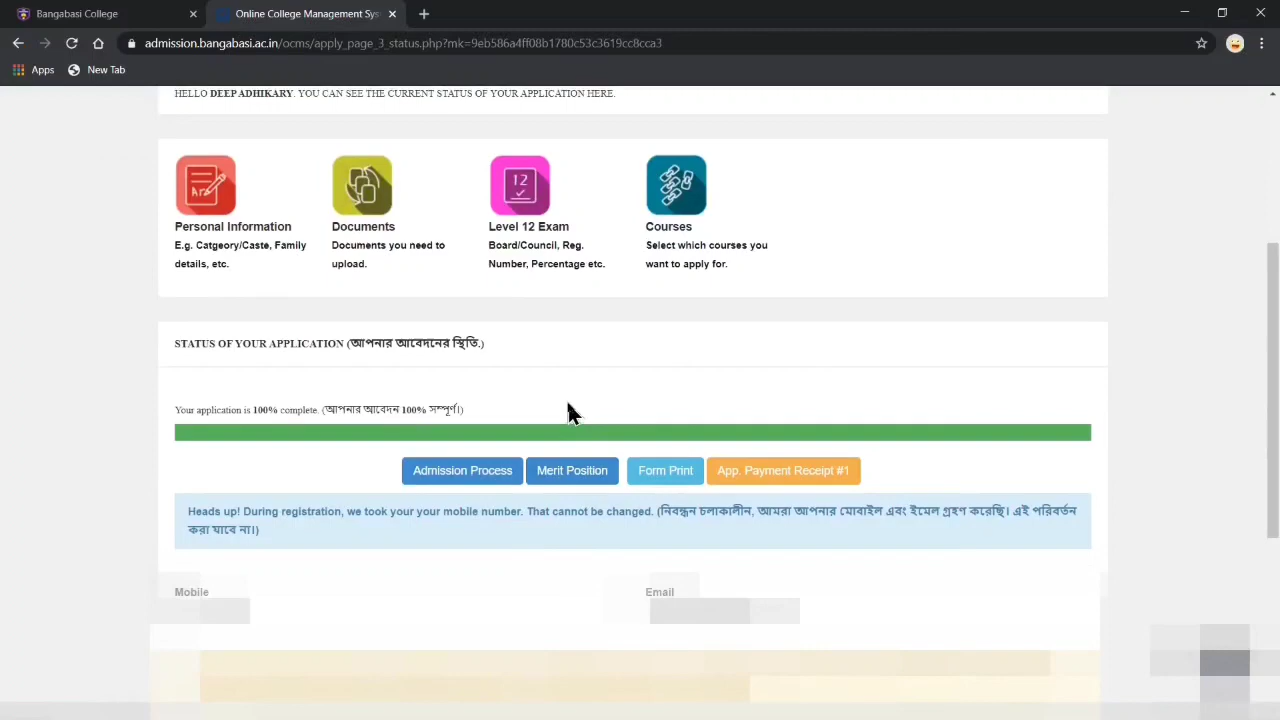 Bangabasi College
Online College Management Sys
admission.bangabasi.ac.in/ocms/apply_page_3_status.php?mk=9eb586a4ff08b1780c53c3619cc8cca3
Apps New Tab
HELLO DEEP ADHIKARY. YOU CAN SEE THE CURRENT STATUS OF YOUR APPLICATION HERE.
12
Personal Information
E.g. Catgeory/Caste, Family
details, etc.
Documents
Documents you need to
upload.
Level 12 Exam
Board/Council, Reg.
Number, Percentage etc.
Courses
Select which courses you
want to apply for.
STATUS OF YOUR APPLICATION (আপনার আবেদনের স্থিতি.)
Your application is 100% complete. (আপনার আবেদন 100% সম্পূর্ণ।)
Admission Process Merit Position Form Print App. Payment Receipt #1
Heads up! During registration, we took your your mobile number. That cannot be changed. (নিবন্ধন চলাকালীন, আমরা আপনার মোবাইল এবং ইমেল গ্রহণ করেছি। এই পরিবর্তন
করা যাবে না।)
Mobile Email